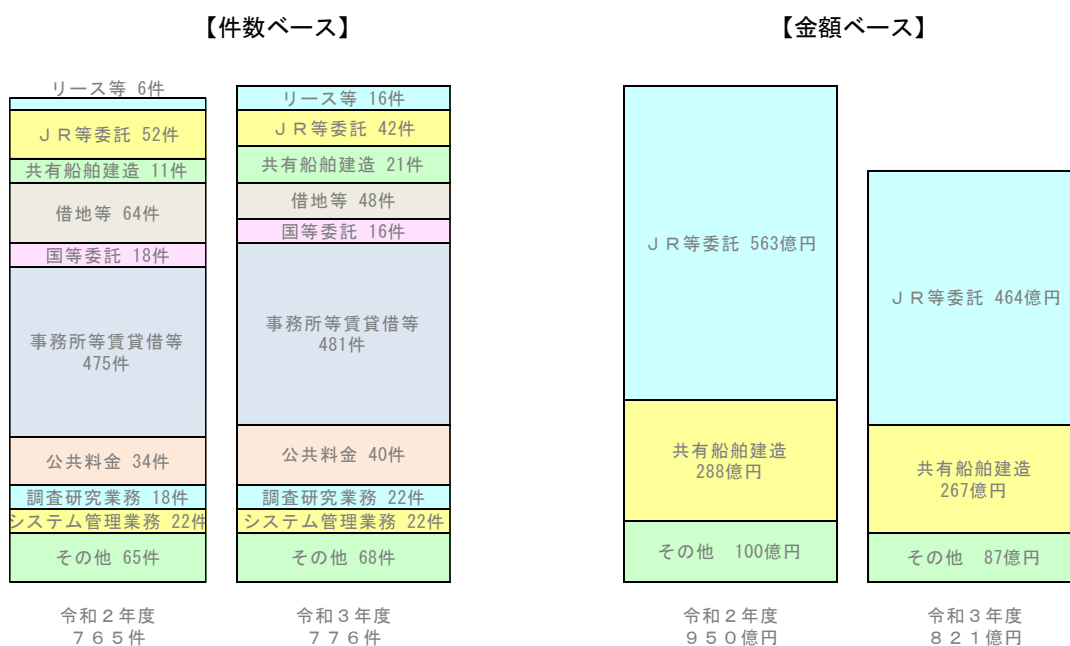 【件数ベース】
リース等 6件
ＪＲ等委託 52件
共有船舶建造 11件
借地等 64件
国等委託 18件
事務所等賃貸借等
475件
公共料金 34件
調査研究業務 18件
システム管理業務 22件
その他 65件
令和２年度
７６５件
リース等 16件
ＪＲ等委託 42件
共有船舶建造 21件
借地等 48件
国等委託 16件
事務所等賃貸借等
481件
公共料金 40件
調査研究業務 22件
システム管理業務 22件
その他 68件
令和３年度
７７６件
【金額ベース】
ＪＲ等委託 563億円
共有船舶建造
288億円
その他　100億円
令和２年度
９５０億円
ＪＲ等委託 464億円
共有船舶建造
267億円
その他　87億円
令和３年度
８２１億円